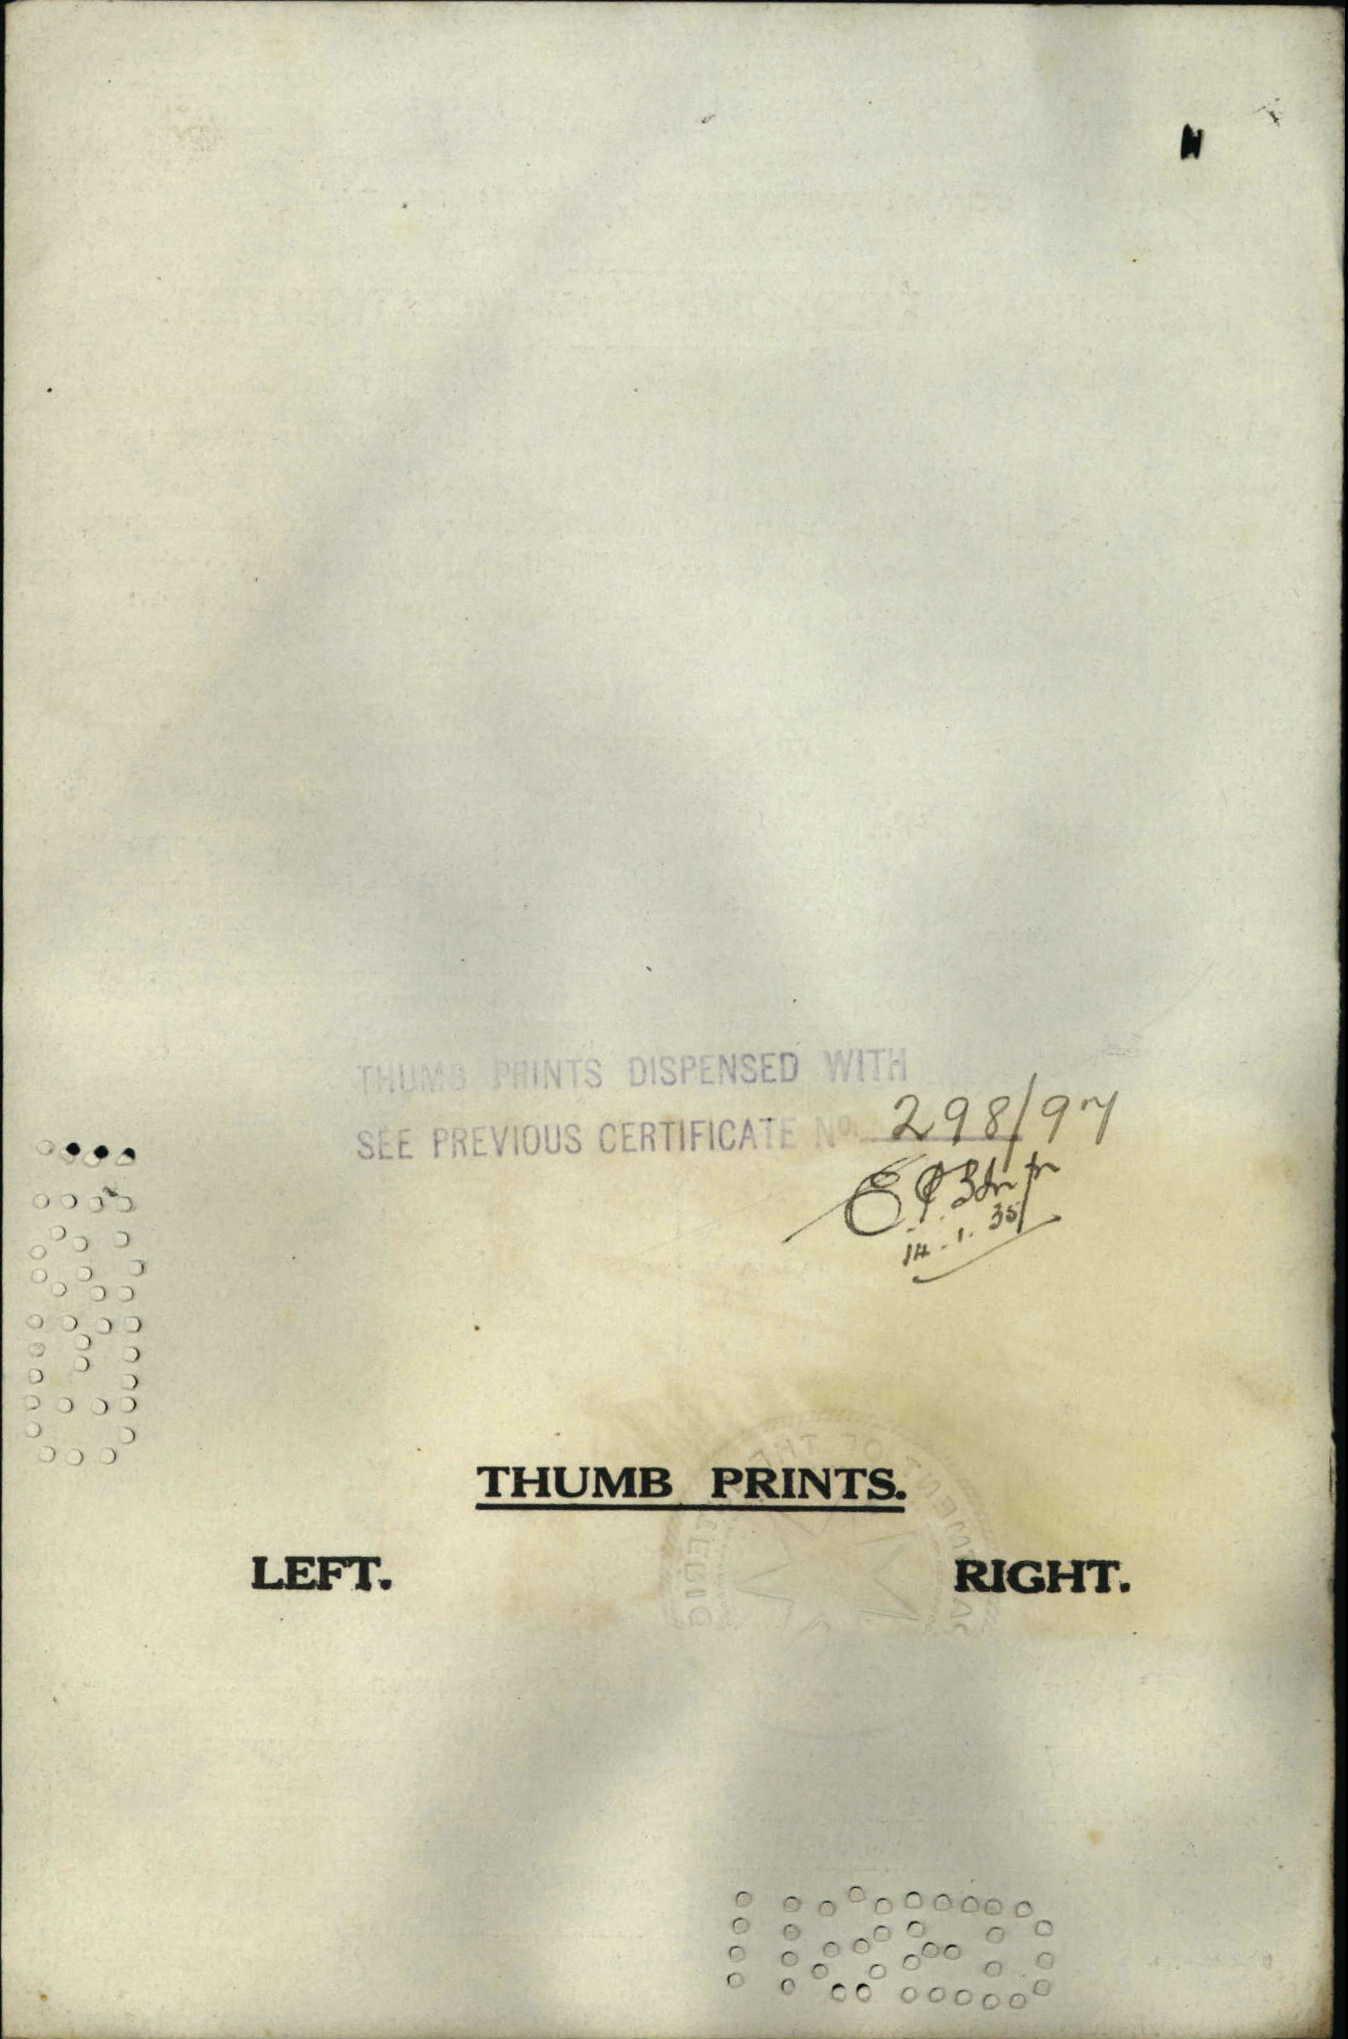 THUMB PRINTS DISPENSED WITH
SEE PREVIOUS CERTIFICATE No. 298/97
14.1.35
THUMB PRINTS.
LEFT. RIGHT.